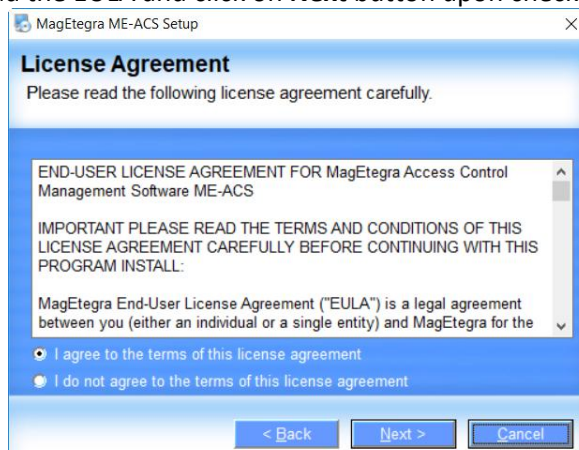 MagEtegra ME-ACS Setup
License Agreement
Please read the following license agreement carefully.
END-USER LICENSE AGREEMENT FOR MagEtegra Access Control
Management Software ME-ACS
IMPORTANT PLEASE READ THE TERMS AND CONDITIONS OF THIS
LICENSE AGREEMENT CAREFULLY BEFORE CONTINUING WITH THIS
PROGRAM INSTALL:
MagEtegra End-User License Agreement ("EULA") is a legal agreement
between you (either an individual or a single entity) and MagEtegra for the
I agree to the terms of this license agreement
I do not agree to the terms of this license agreement
< Back Next > Cancel